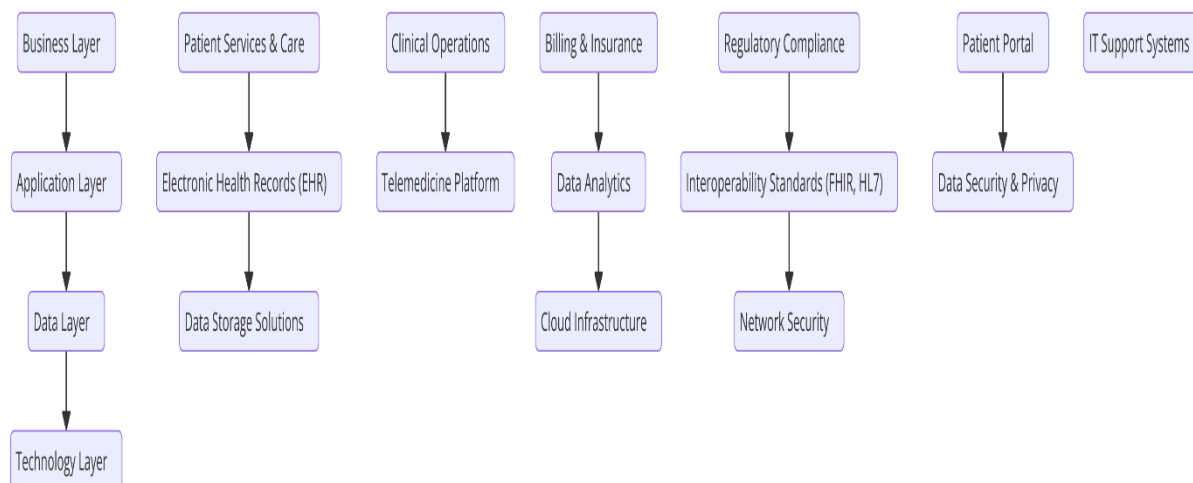 Business Layer
Patient Services & Care
Clinical Operations
Billing & Insurance
Regulatory Compliance
Patient Portal
IT Support Systems
Application Layer
Electronic Health Records (EHR)
Telemedicine Platform
Data Analytics
Interoperability Standards (FHIR, HL7)
Data Security & Privacy
Data Layer
Data Storage Solutions
Cloud Infrastructure
Network Security
Technology Layer